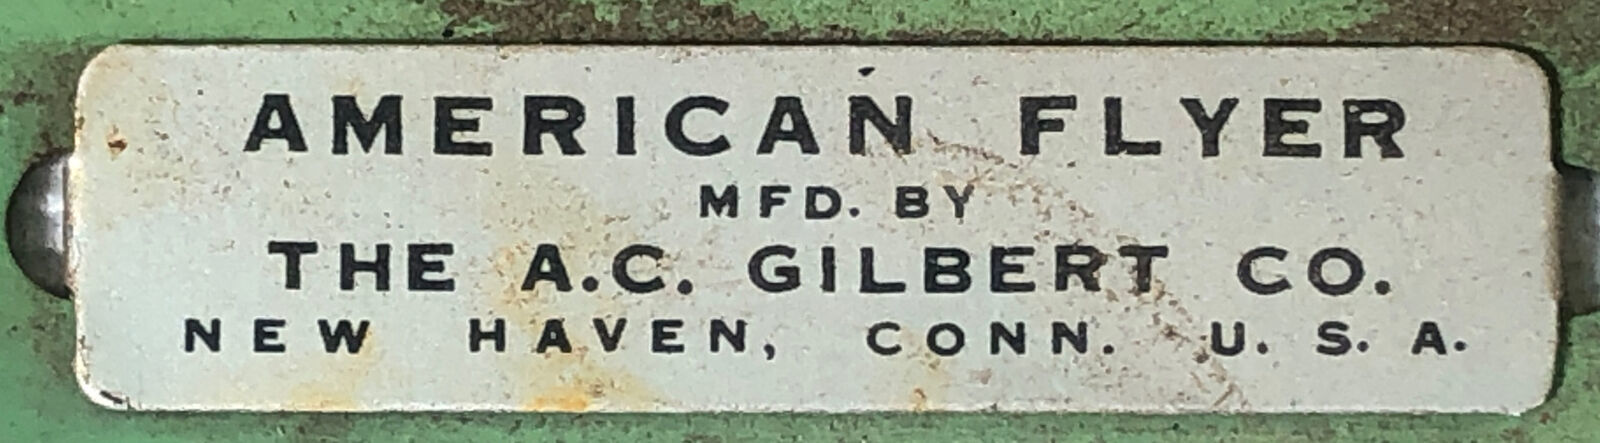 AMERICAN FLYER
MFD. BY
THE A.C. GILBERT CO.
NEW HAVEN, CONN. U. S. A.